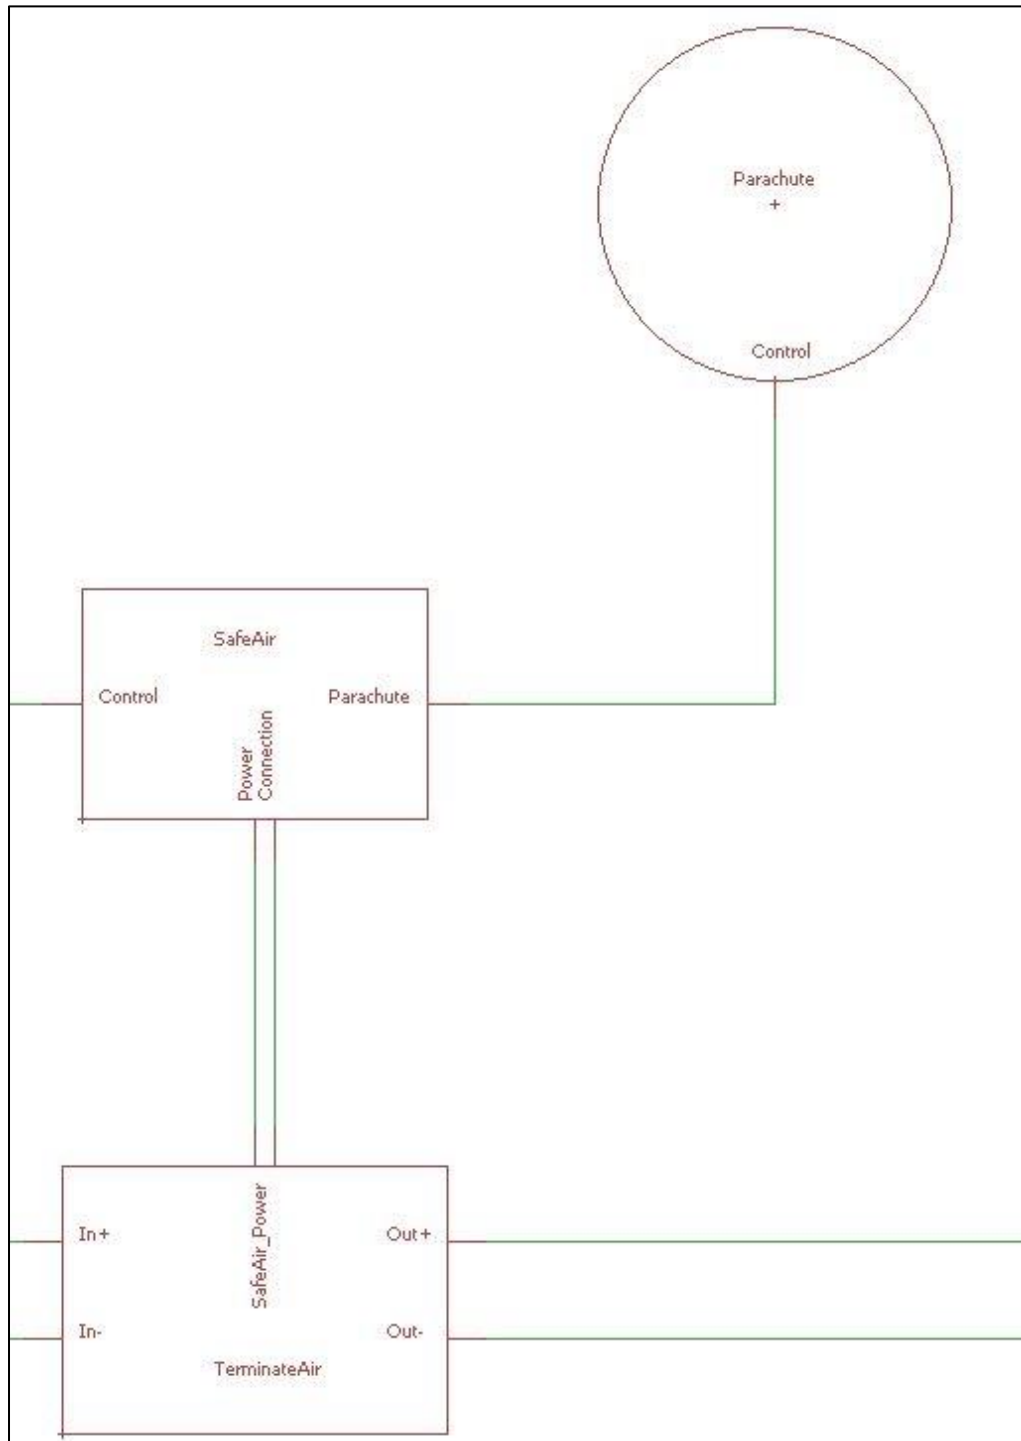 Parachute
Control
SafeAir
Control
Parachute
Power
Connection
SafeAir_Power
In+
Out+
In-
Out-
TerminateAir